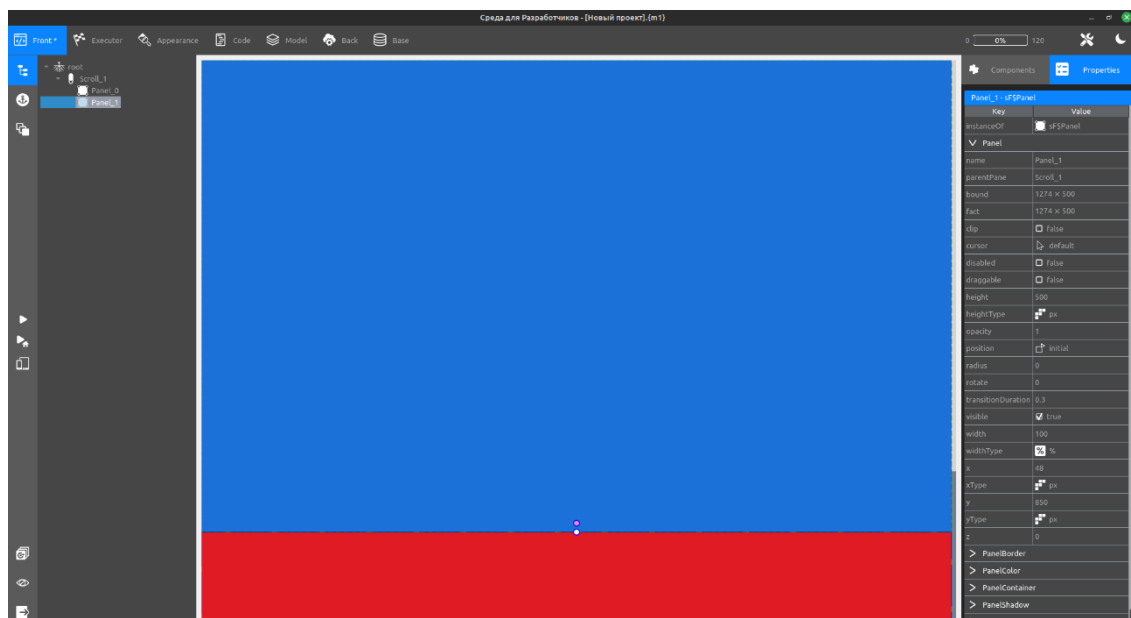 Среда для Разработчиков - [Новый проект].{m1}
Front * Executor Appearance Code Model Back Base 0 0% 120
root
Scroll_1
Panel_0
Panel_1
Components Properties
Panel_1 - sF$Panel
Key Value
instanceOf sF$Panel
Panel
name Panel_1
parentPane Scroll_1
bound 1274 × 500
fact 1274 × 500
clip false
cursor default
disabled false
draggable false
height 500
heightType px
opacity 1
position initial
radius 0
rotate 0
transitionDuration 0.3
visible true
width 100
widthType % %
x 48
xType px
y 850
yType px
z 0
PanelBorder
PanelColor
PanelContainer
PanelShadow